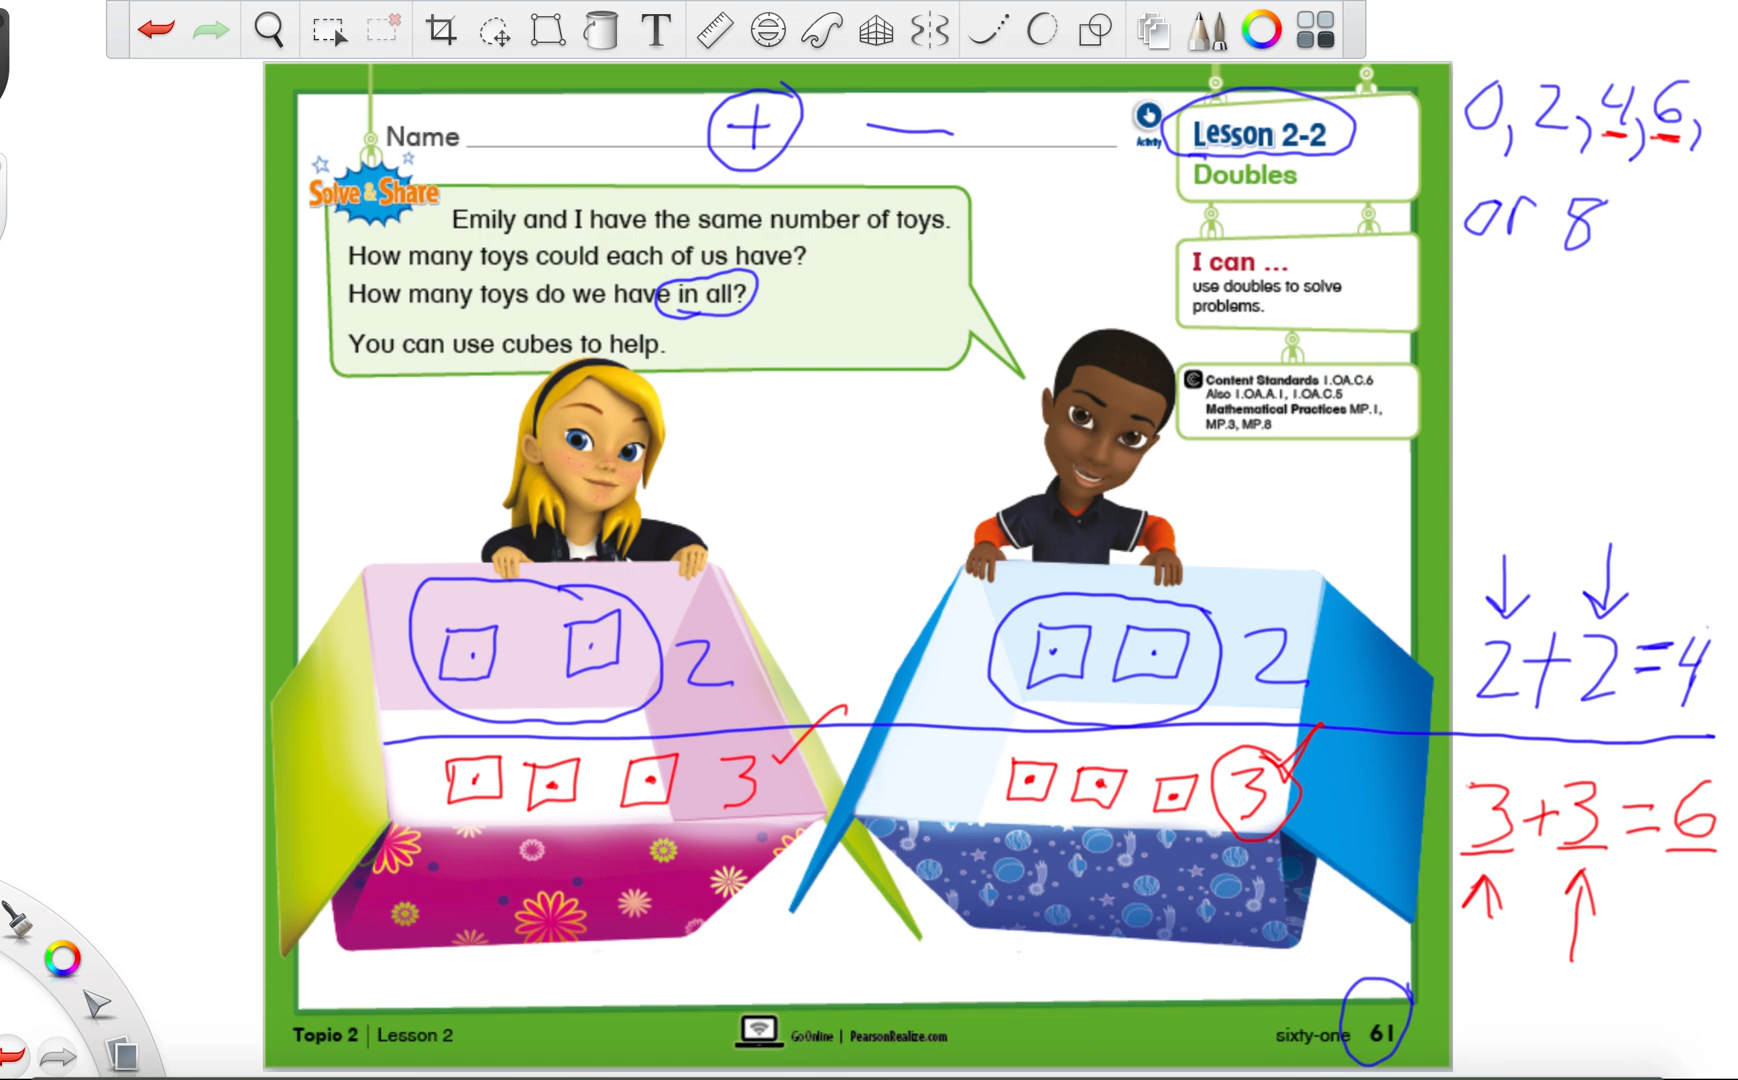 + —
Name
Activity
Lesson 2-2
Doubles
0, 2, 4, 6,
or 8
Solve & Share
Emily and I have the same number of toys.
How many toys could each of us have?
How many toys do we have in all?
You can use cubes to help.
I can ...
use doubles to solve
problems.
Content Standards 1.OA.C.6
Also 1.OA.A.1, 1.OA.C.5
Mathematical Practices MP.1,
MP.3, MP.8
2
2
2+2=4
3
3
3+3=6
Topic 2 | Lesson 2
Go Online | PearsonRealize.com
sixty-one 61